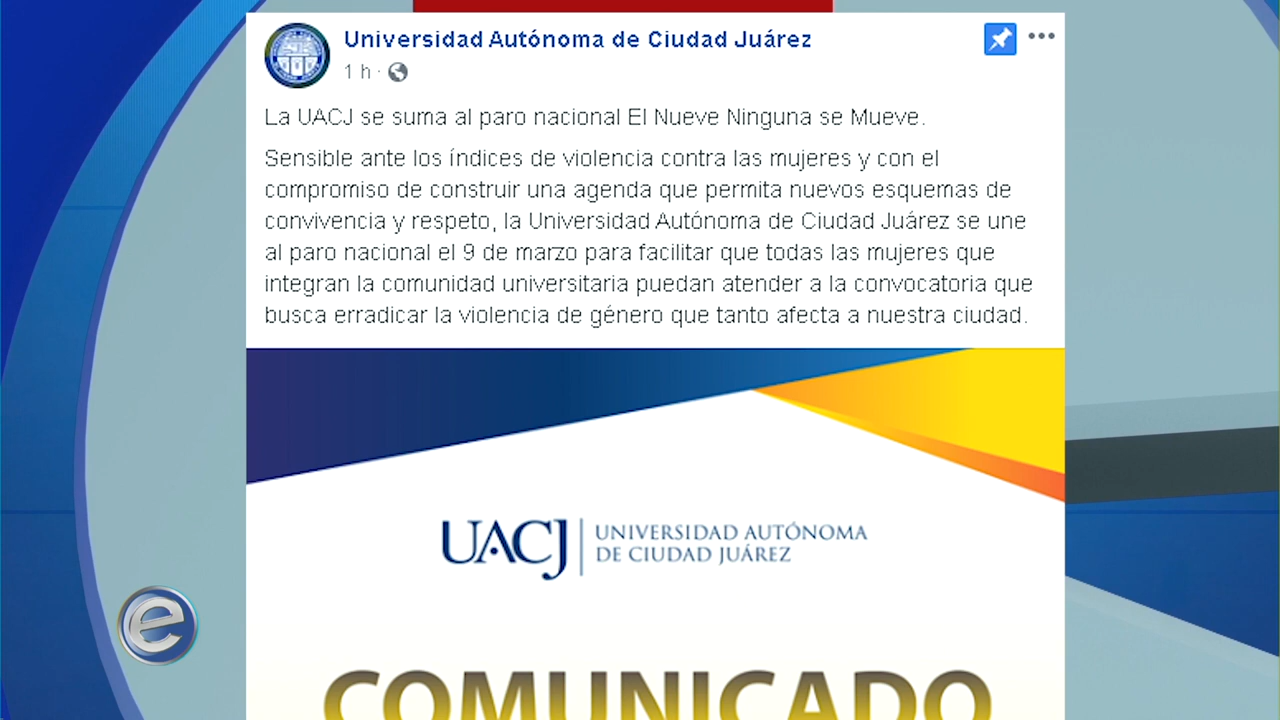 Universidad Autónoma de Ciudad Juárez
1 h ·
La UACJ se suma al paro nacional El Nueve Ninguna se Mueve.
Sensible ante los índices de violencia contra las mujeres y con el
compromiso de construir una agenda que permita nuevos esquemas de
convivencia y respeto, la Universidad Autónoma de Ciudad Juárez se une
al paro nacional el 9 de marzo para facilitar que todas las mujeres que
integran la comunidad universitaria puedan atender a la convocatoria que
busca erradicar la violencia de género que tanto afecta a nuestra ciudad.
UACJ
UNIVERSIDAD AUTÓNOMA
DE CIUDAD JUÁREZ
e
COMUNICADO